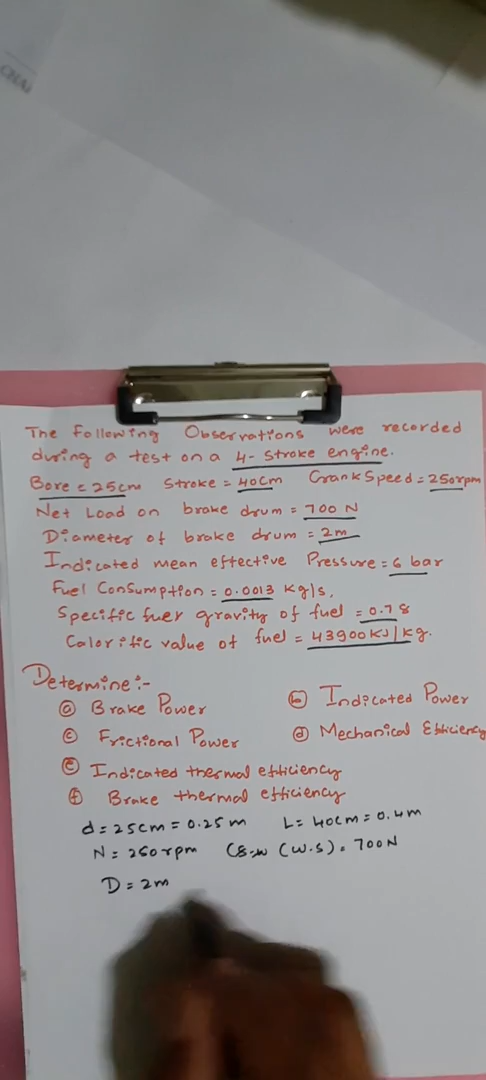 CHAI
The Following Observations were recorded
during a test on a 4-stroke engine.
Bore = 25cm Stroke = 40cm Crank Speed = 250rpm
Net Load on brake drum = 700 N
Diameter of brake drum = 2m
Indicated mean effective Pressure = 6 bar
Fuel Consumption = 0.0013 kg/s,
Specific fuer gravity of fuel = 0.78
Calorific value of fuel = 43900 KJ/kg.
Determine :-
(a) Brake Power (b) Indicated Power
(c) Frictional Power (d) Mechanical Efficiency
(e) Indicated thermal efficiency
(f) Brake thermal efficiency
d = 25cm = 0.25 m L = 40cm = 0.4m
N = 250 rpm (W-S) = 700N
D = 2m